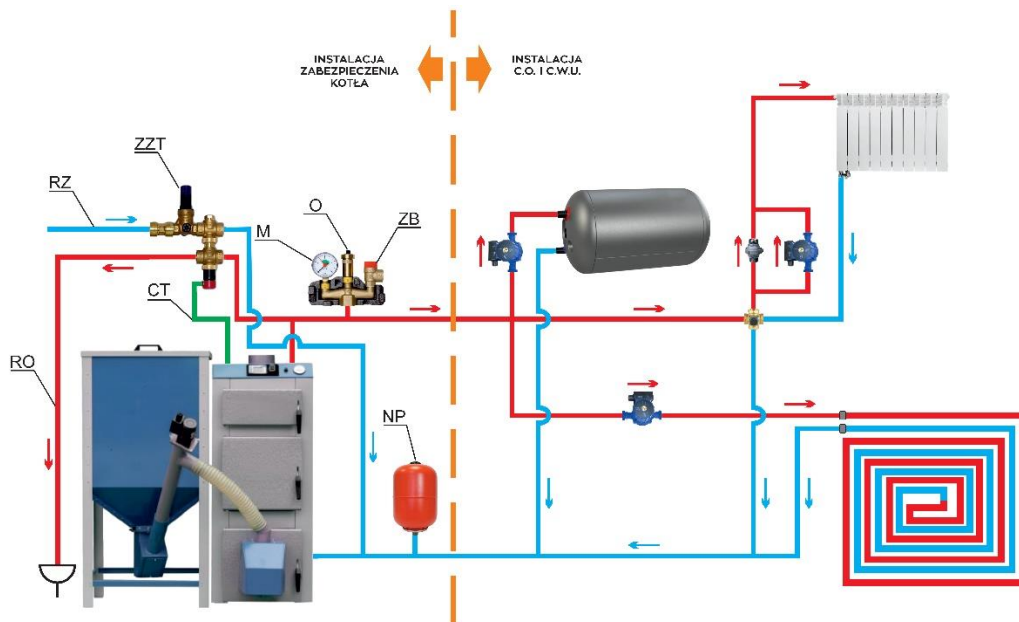 INSTALACJA
ZABEZPIECZENIA
KOTŁA
INSTALACJA
C.O. I C.W.U.
ZZT
RZ
O
M
ZB
CT
RO
NP